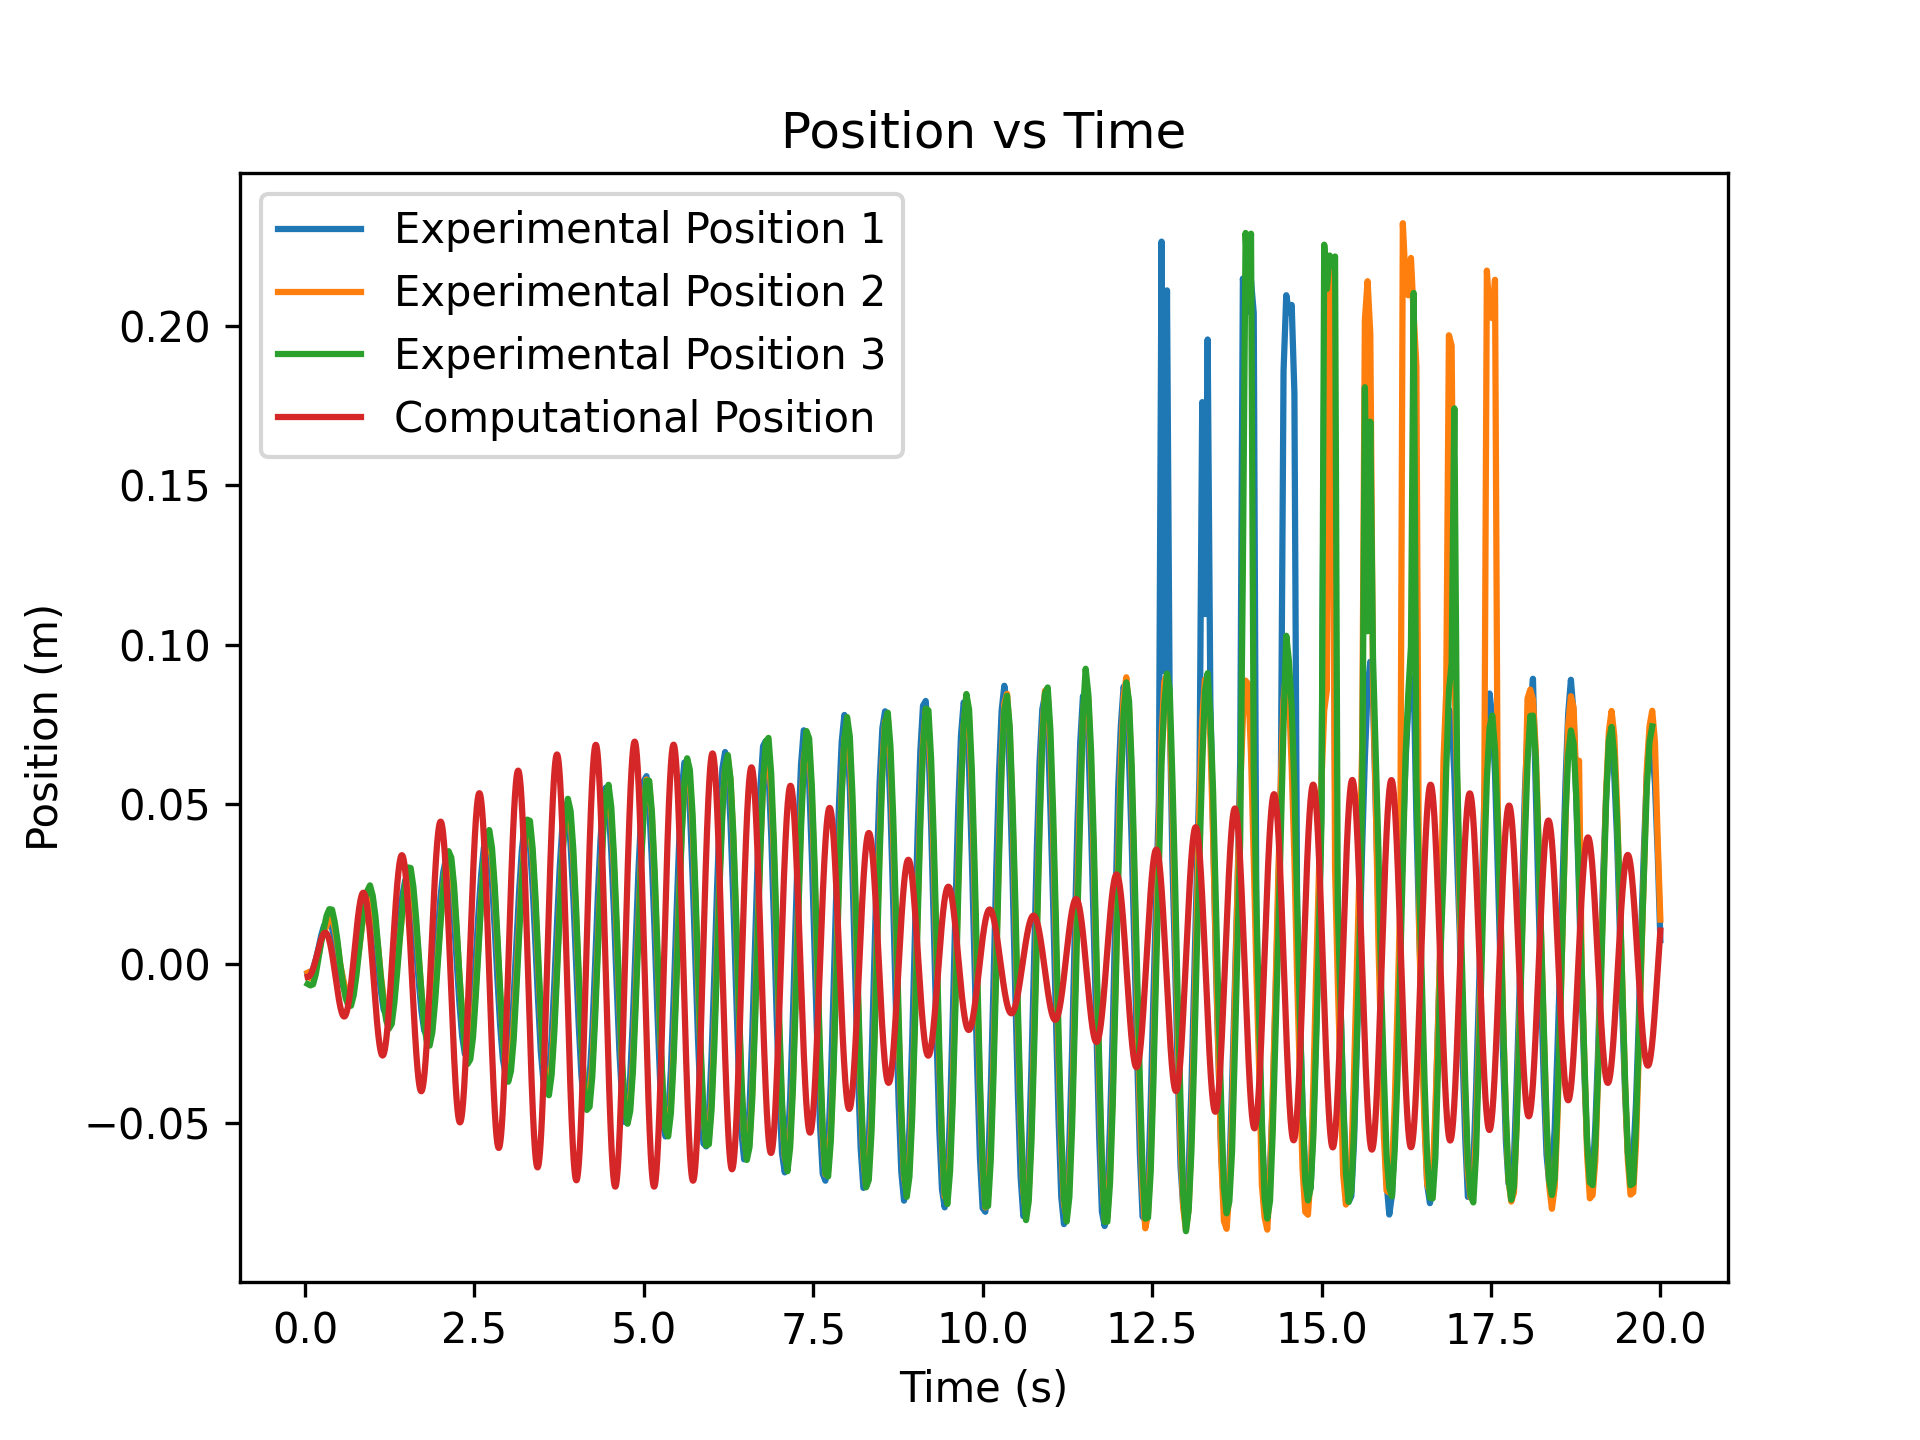 Position vs Time
Experimental Position 1
Experimental Position 2
Experimental Position 3
Computational Position
0.20
0.15
0.10
0.05
0.00
−0.05
Position (m)
0.0 2.5 5.0 7.5 10.0 12.5 15.0 17.5 20.0
Time (s)